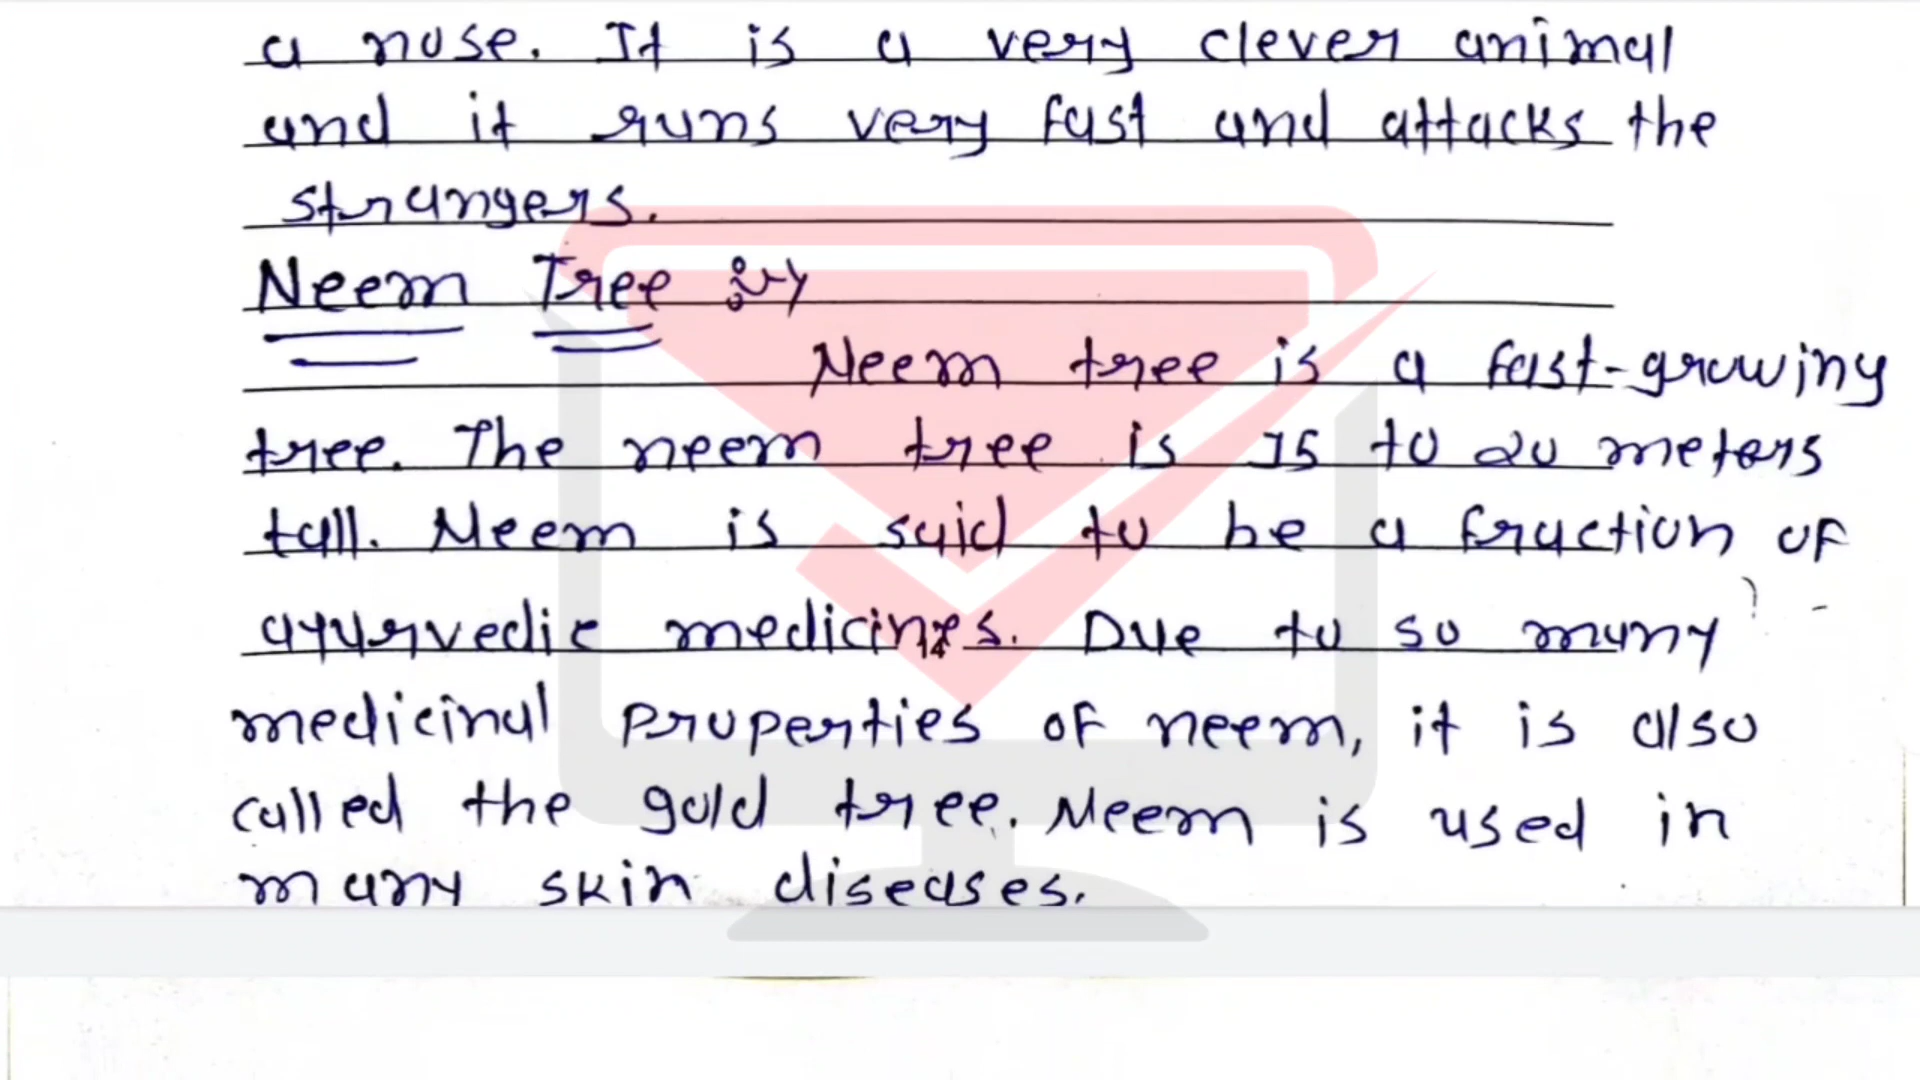 a nose. It is a very clever animal
and it runs very fast and attacks the
strangers.
Neem Tree :-
Neem tree is a fast-growing
tree. The neem tree is 15 to 20 meters
tall. Neem is said to be a fraction of
ayurvedic medicines. Due to so many
14
medicinal properties of neem, it is also
called the gold tree. Neem is used in
many skin diseases.